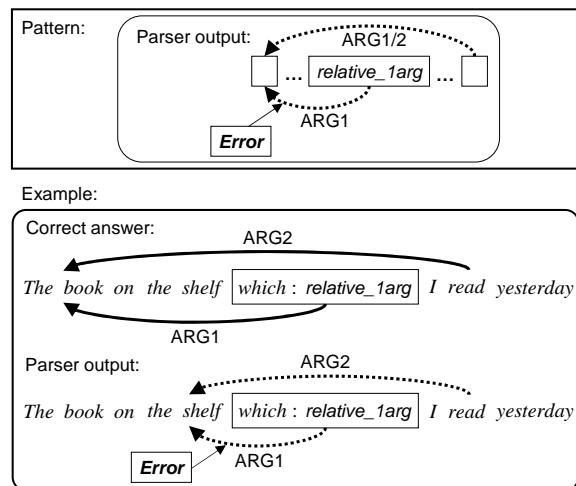 Pattern:
Parser output:
ARG1/2
... relative_1arg ...
ARG1
Error
Example:
Correct answer:
ARG2
The book on the shelf which : relative_1arg I read yesterday
ARG1
Parser output:
ARG2
The book on the shelf which : relative_1arg I read yesterday
ARG1
Error